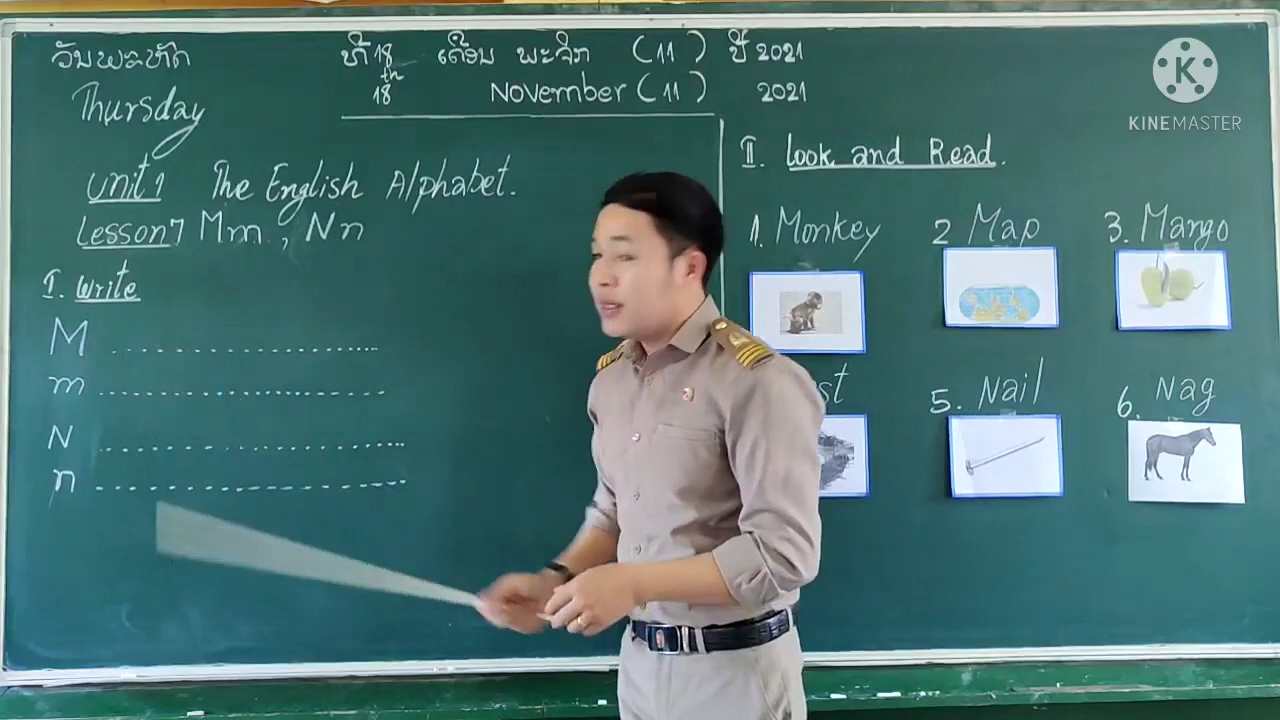 ວັນພະຫັດ ທີ 18 ເດືອນ ພະຈິກ (11) ປີ 2021
Thursday 18th November (11) 2021
Unit 1 The English Alphabet.
Lesson 7 Mm, Nn
I. Write
M
m
N
n
II. Look and Read.
1. Monkey 2 Map 3. Mango
5. Nail 6. Nag
K
KINEMASTER